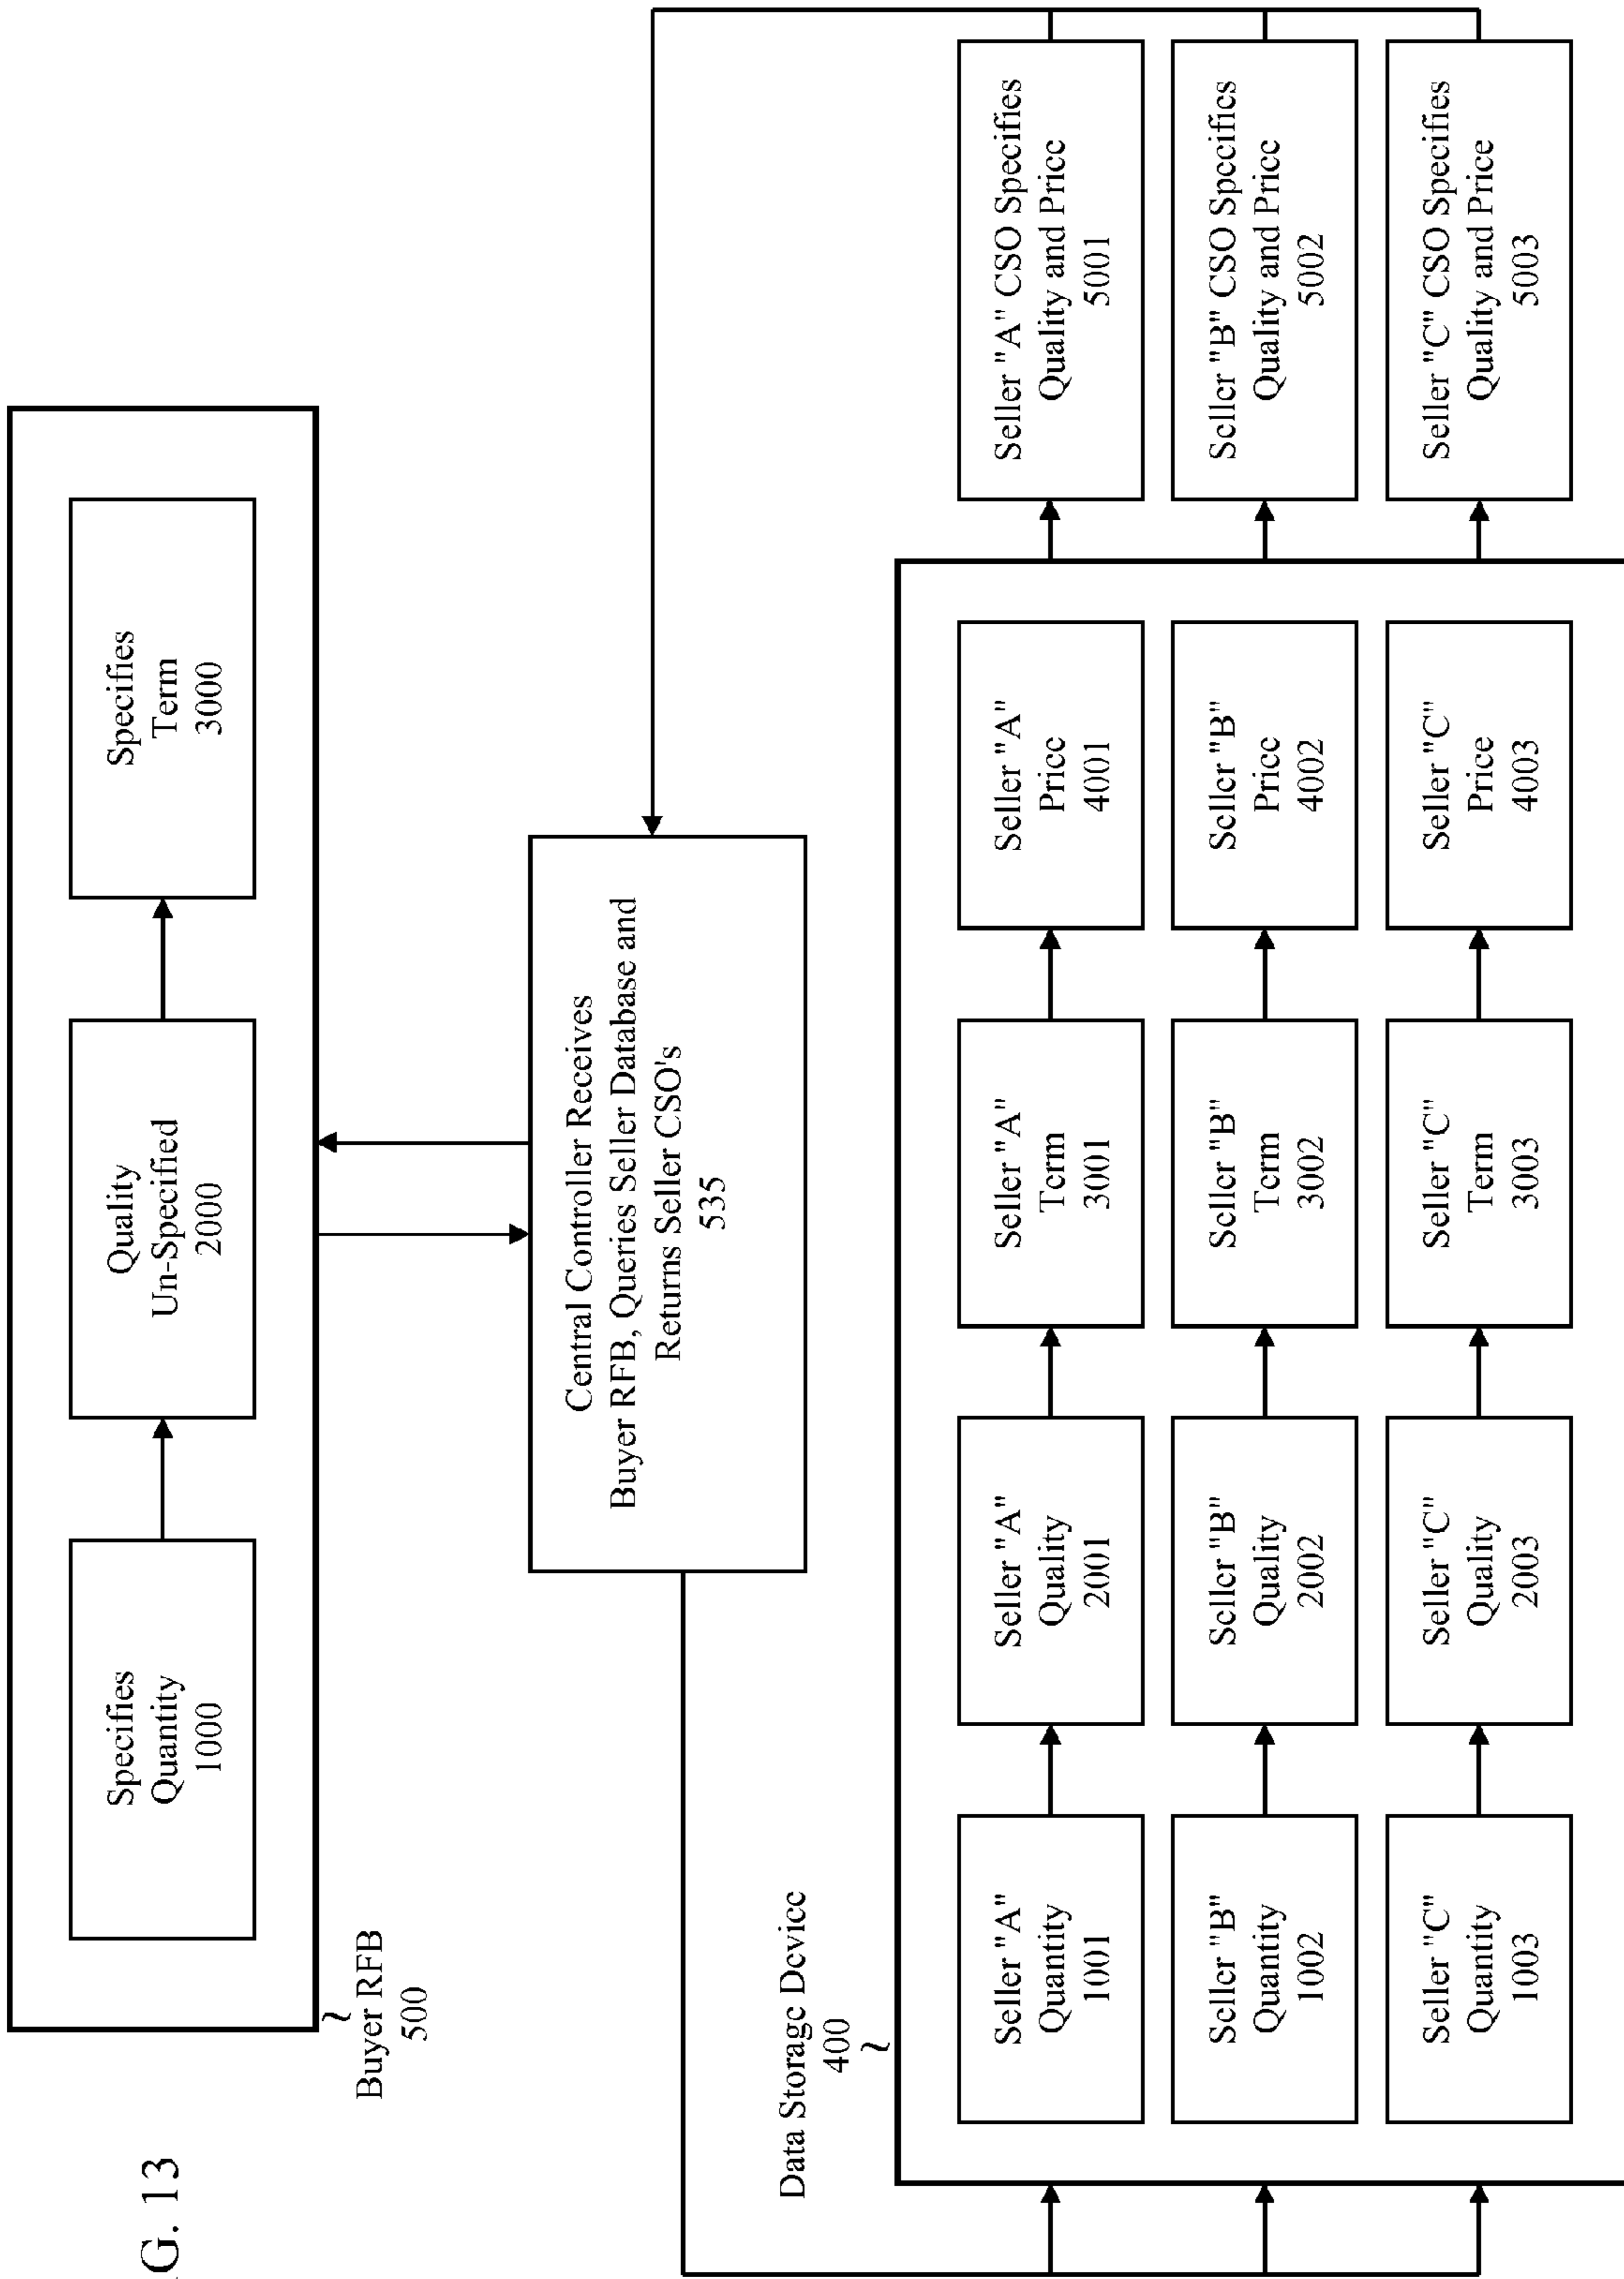 G. 13
Specifies
Quantity
1000
Quality
Un-Specified
2000
Specifies
Term
3000
Buyer RFB
500
Central Controller Receives
Buyer RFB, Queries Seller Database and
Returns Seller CSO's
535
Data Storage Device
400
Seller "A"
Quantity
1001
Seller "A"
Quality
2001
Seller "A"
Term
3001
Seller "A"
Price
4001
Seller "A" CSO Specifies
Quality and Price
5001
Seller "B"
Quantity
1002
Seller "B"
Quality
2002
Seller "B"
Term
3002
Seller "B"
Price
4002
Seller "B" CSO Specifies
Quality and Price
5002
Seller "C"
Quantity
1003
Seller "C"
Quality
2003
Seller "C"
Term
3003
Seller "C"
Price
4003
Seller "C" CSO Specifies
Quality and Price
5003